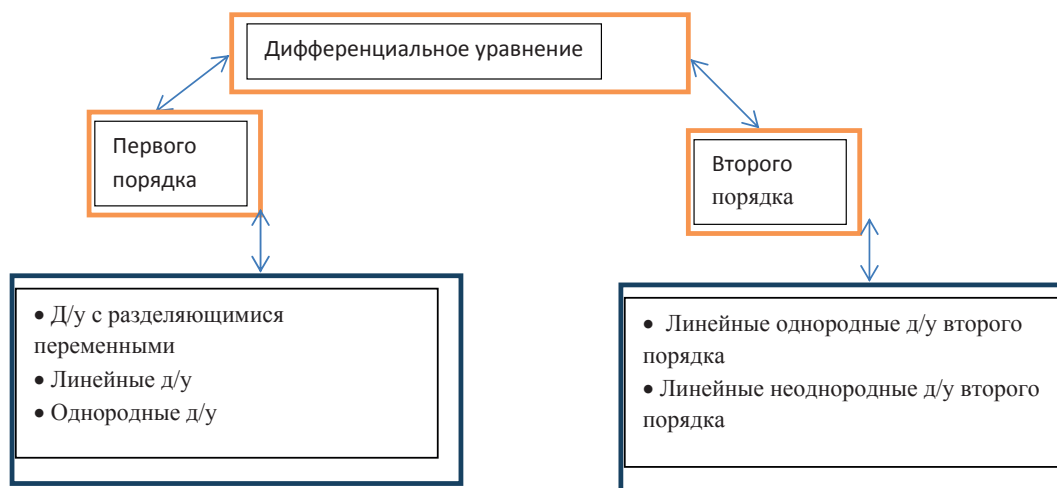 Дифференциальное уравнение
Первого
порядка
Второго
порядка
• Д/у с разделяющимися
переменными
• Линейные д/у
• Однородные д/у
• Линейные однородные д/у второго
порядка
• Линейные неоднородные д/у второго
порядка